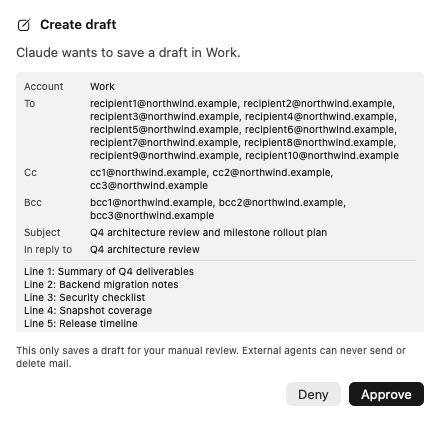 Create draft
Claude wants to save a draft in Work.
Account Work
To recipient1@northwind.example, recipient2@northwind.example,
recipient3@northwind.example, recipient4@northwind.example,
recipient5@northwind.example, recipient6@northwind.example,
recipient7@northwind.example, recipient8@northwind.example,
recipient9@northwind.example, recipient10@northwind.example
Cc cc1@northwind.example, cc2@northwind.example,
cc3@northwind.example
Bcc bcc1@northwind.example, bcc2@northwind.example,
bcc3@northwind.example
Subject Q4 architecture review and milestone rollout plan
In reply to Q4 architecture review
Line 1: Summary of Q4 deliverables
Line 2: Backend migration notes
Line 3: Security checklist
Line 4: Snapshot coverage
Line 5: Release timeline
This only saves a draft for your manual review. External agents can never send or
delete mail.
Deny Approve